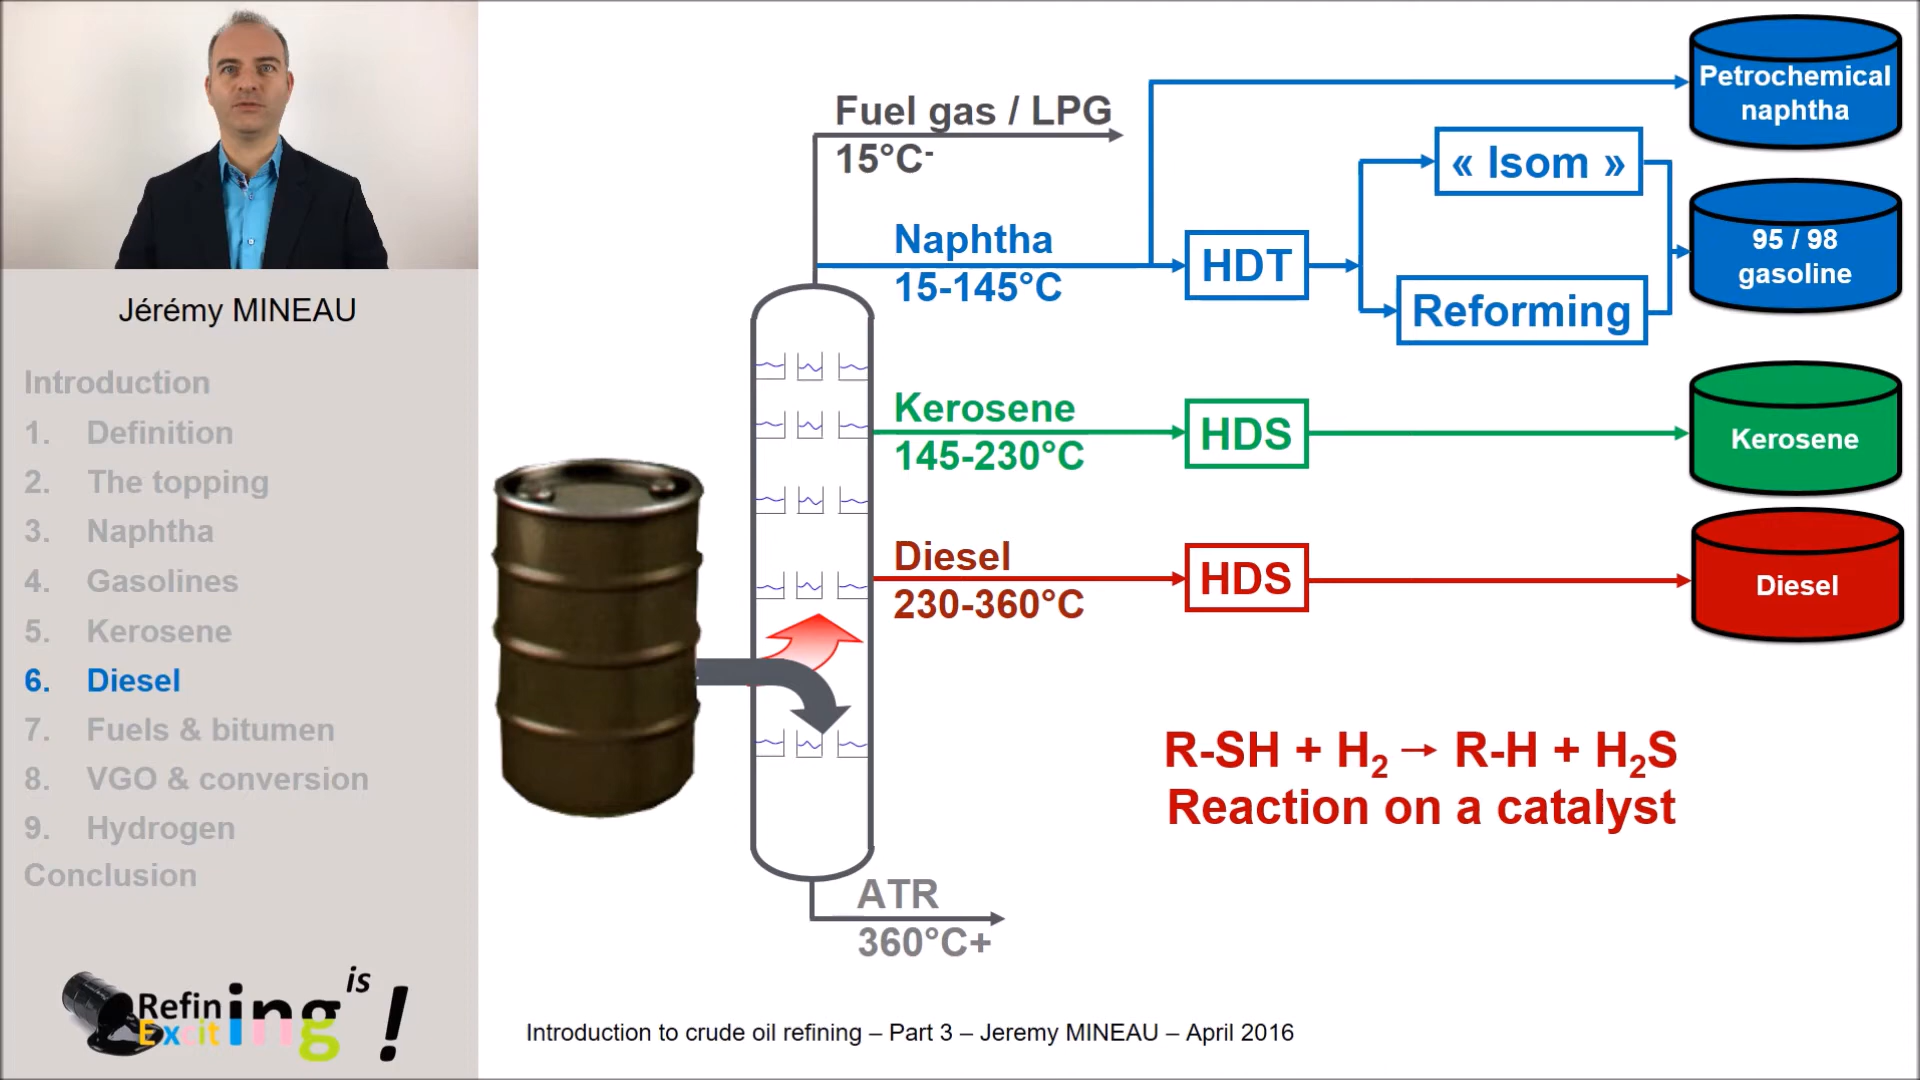 Jérémy MINEAU
Introduction
1. Definition
2. The topping
3. Naphtha
4. Gasolines
5. Kerosene
6. Diesel
7. Fuels & bitumen
8. VGO & conversion
9. Hydrogen
Conclusion
Refining is
Exciting !
Fuel gas / LPG
15°C-
Naphtha
15-145°C
HDT
« Isom »
Reforming
Petrochemical
naphtha
95 / 98
gasoline
Kerosene
145-230°C
HDS
Kerosene
Diesel
230-360°C
HDS
Diesel
R-SH + H₂ → R-H + H₂S
Reaction on a catalyst
ATR
360°C+
Introduction to crude oil refining – Part 3 – Jeremy MINEAU – April 2016